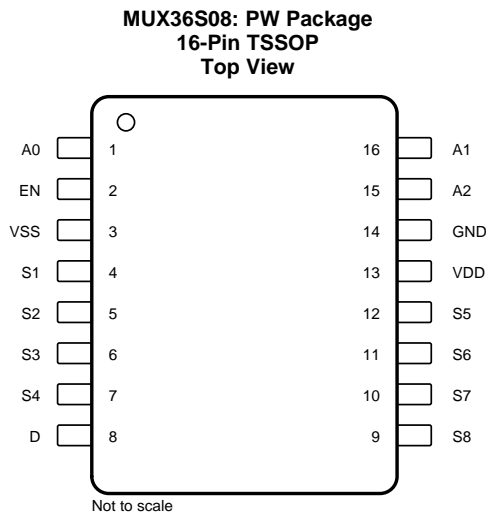 MUX36S08: PW Package
16-Pin TSSOP
Top View
A0 1 16 A1
EN 2 15 A2
VSS 3 14 GND
S1 4 13 VDD
S2 5 12 S5
S3 6 11 S6
S4 7 10 S7
D 8 9 S8
Not to scale